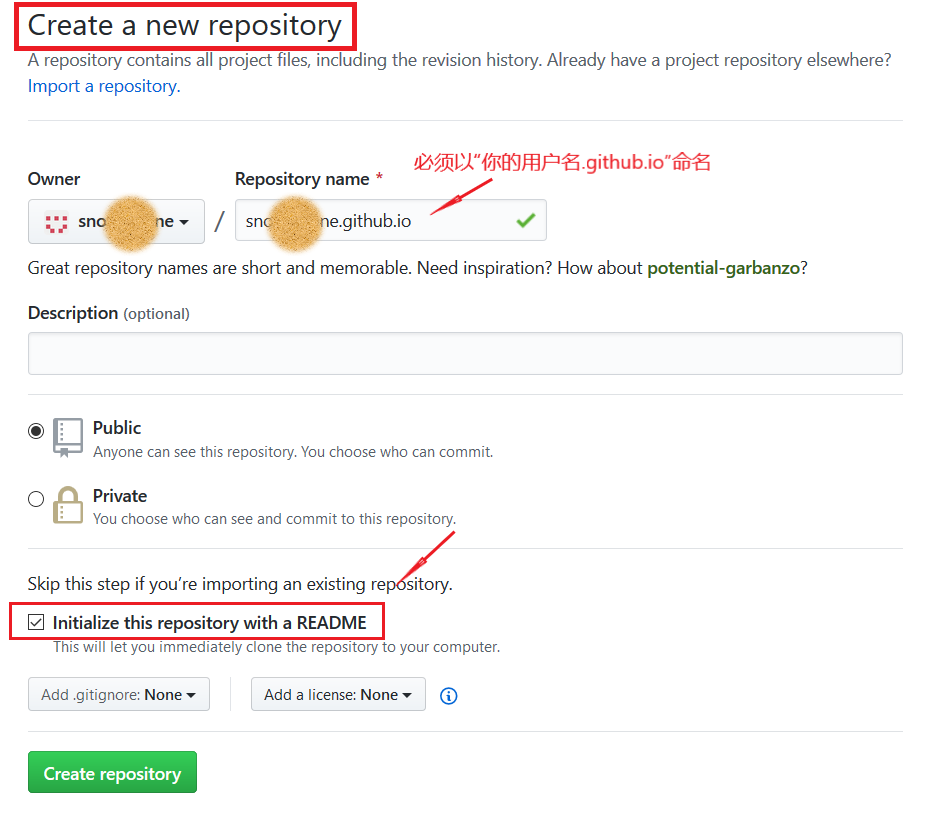 Create a new repository
A repository contains all project files, including the revision history. Already have a project repository elsewhere?
Import a repository.
必须以"你的用户名.github.io"命名
Owner Repository name *
sno ne / sno ne.github.io
Great repository names are short and memorable. Need inspiration? How about potential-garbanzo?
Description (optional)
Public
Anyone can see this repository. You choose who can commit.
Private
You choose who can see and commit to this repository.
Skip this step if you’re importing an existing repository.
Initialize this repository with a README
This will let you immediately clone the repository to your computer.
Add .gitignore: None Add a license: None
Create repository